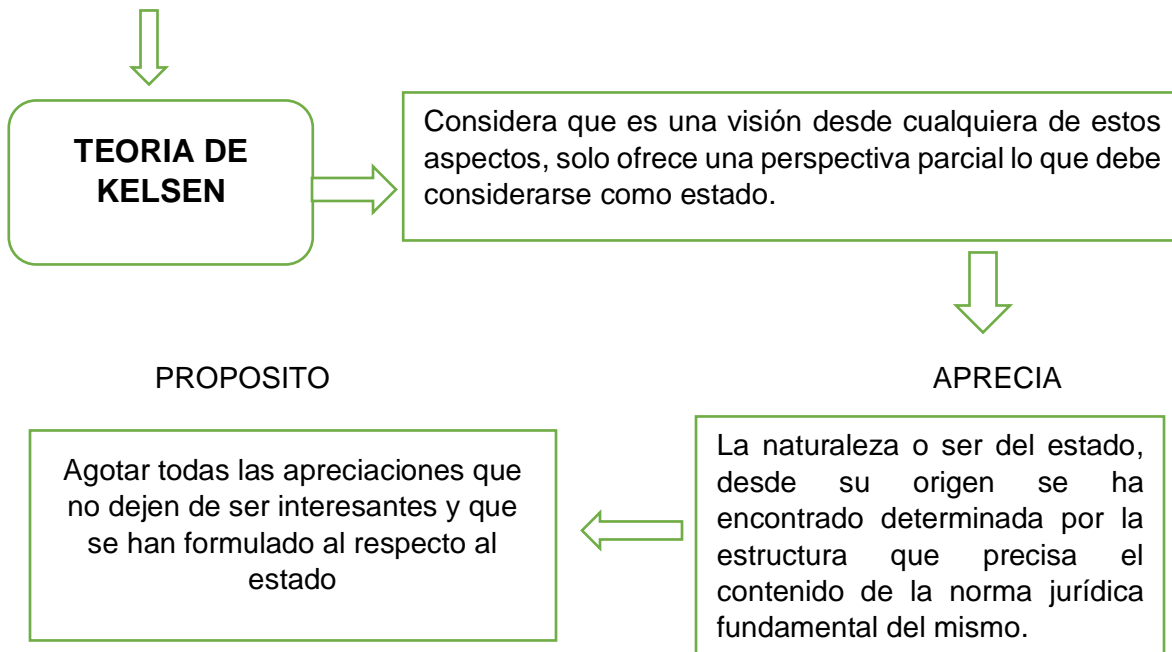 TEORIA DE
KELSEN
Considera que es una visión desde cualquiera de estos
aspectos, solo ofrece una perspectiva parcial lo que debe
considerarse como estado.
PROPOSITO
APRECIA
Agotar todas las apreciaciones que
no dejen de ser interesantes y que
se han formulado al respecto al
estado
La naturaleza o ser del estado,
desde su origen se ha
encontrado determinada por la
estructura que precisa el
contenido de la norma jurídica
fundamental del mismo.